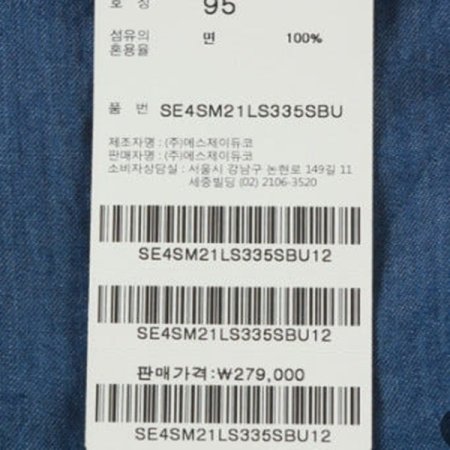 호 칭 95
섬유의 면 100%
혼용율
품 번 SE4SM21LS335SBU
제조자명 : (주)에스제이듀코
판매자명 : (주)에스제이듀코
소비자상담실 : 서울시 강남구 논현로 149길 11
세중빌딩 (02) 2106-3520
SE4SM21LS335SBU12
SE4SM21LS335SBU12
판매가격:₩279,000
SE4SM21LS335SBU12